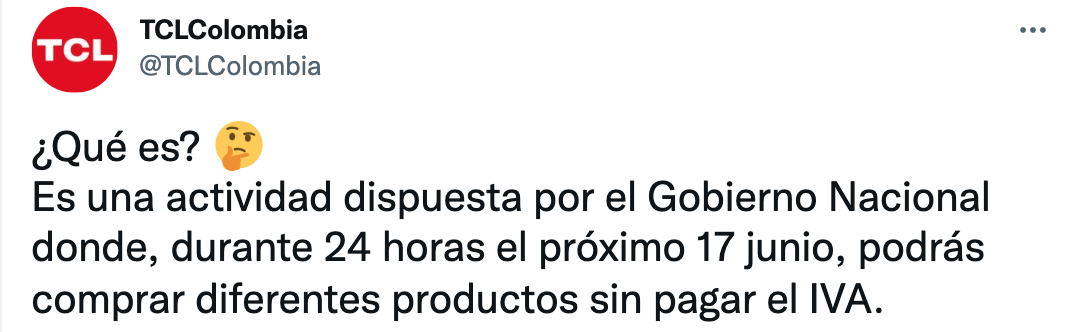 TCL
TCLColombia
@TCLColombia
¿Qué es? 🤔
Es una actividad dispuesta por el Gobierno Nacional
donde, durante 24 horas el próximo 17 junio, podrás
comprar diferentes productos sin pagar el IVA.